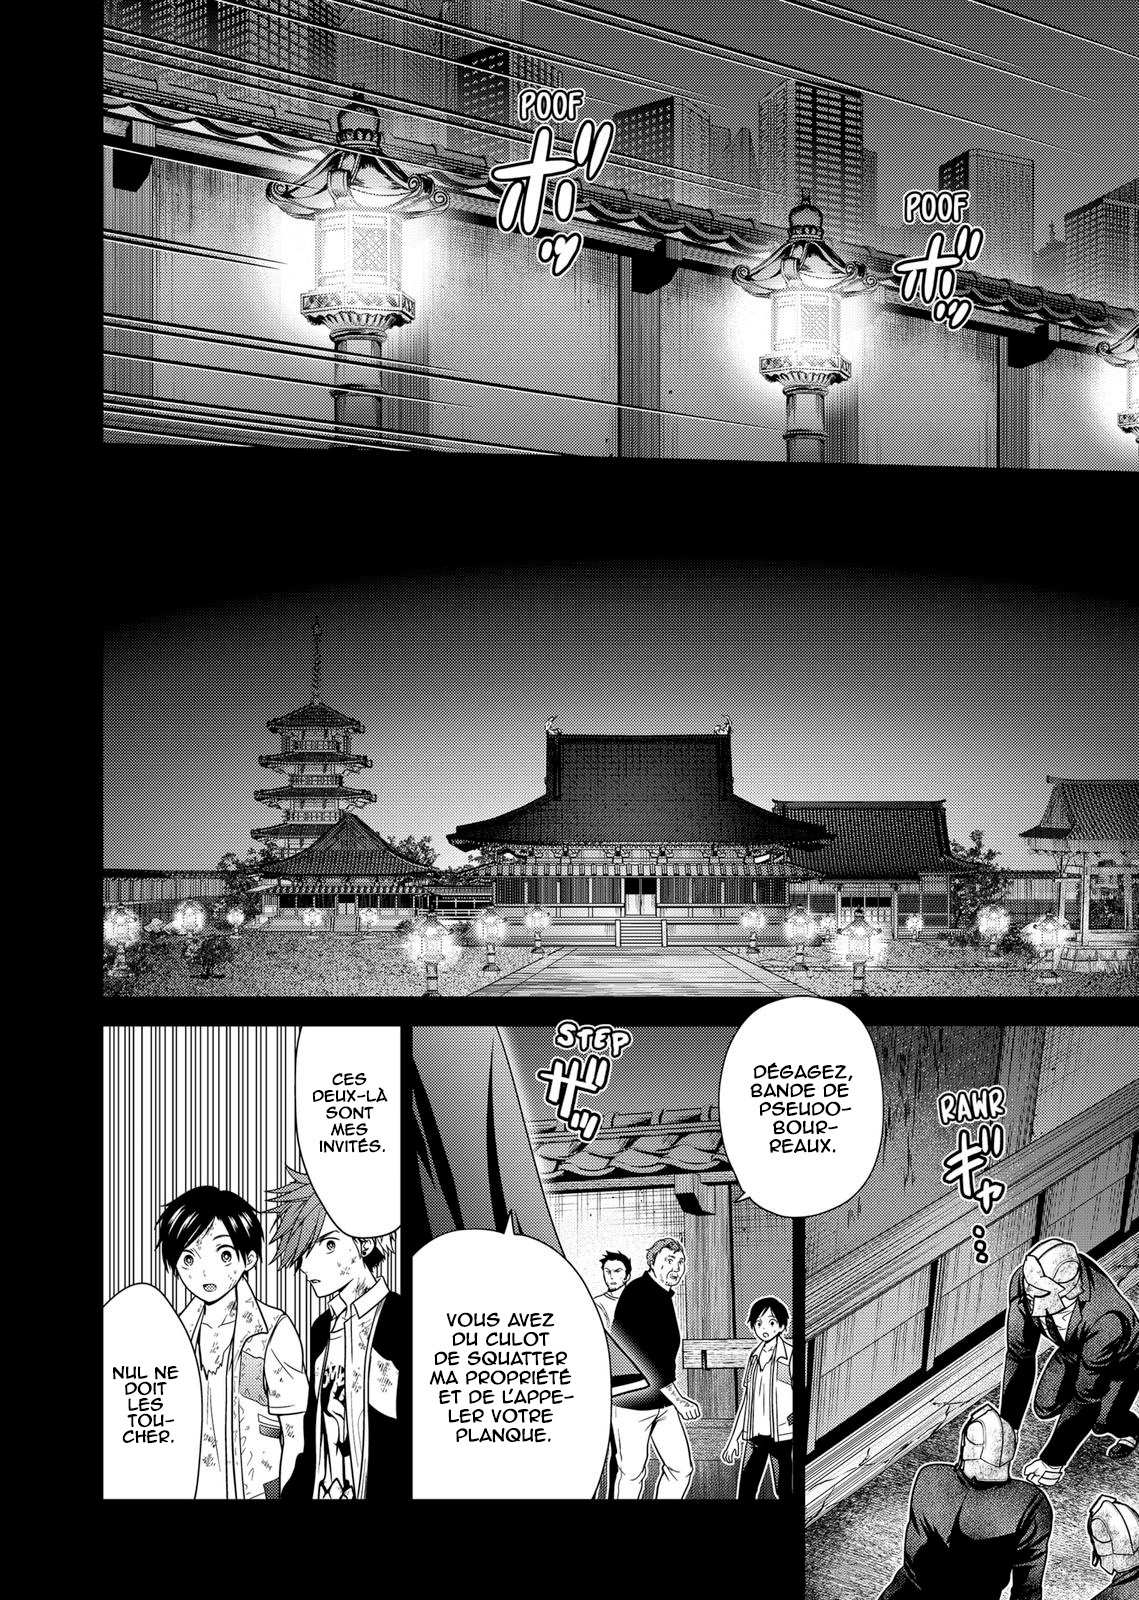 POOF
ボッ
POOF
ボッ
DÉGAGEZ,
BANDE DE
PSEUDO-
BOUR-
REAUX.
RAWR
ギャ…
STEP
ザッ
VOUS AVEZ
DU CULOT
DE SQUATTER
MA PROPRIÉTÉ
ET DE L'APPE-
LER VOTRE
PLANQUE.
CES
DEUX-LÀ
SONT
MES
INVITÉS.
NUL NE
DOIT
LES
TOU-
CHER.